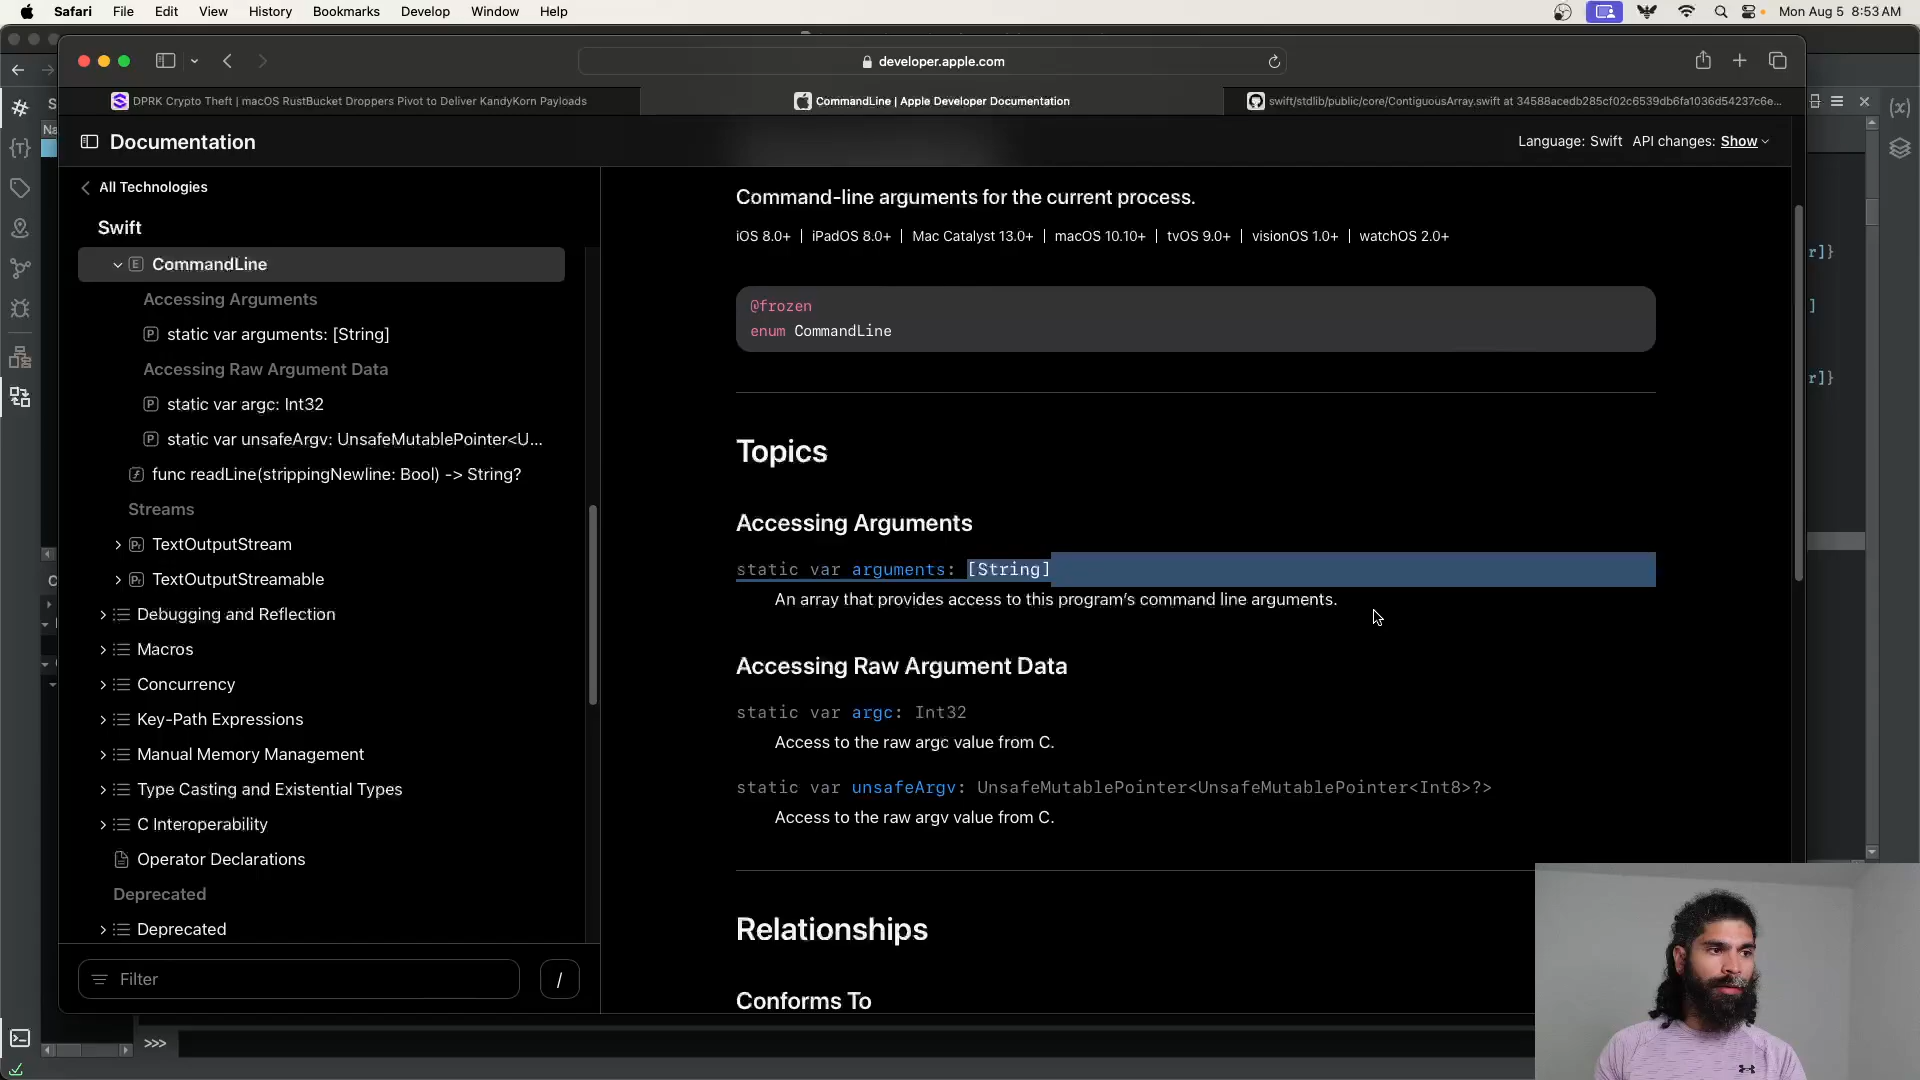 Safari File Edit View History Bookmarks Develop Window Help Mon Aug 5 8:53 AM
developer.apple.com
DPRK Crypto Theft | macOS RustBucket Droppers Pivot to Deliver KandyKorn Payloads
CommandLine | Apple Developer Documentation
swift/stdlib/public/core/ContiguousArray.swift at 34588acedb285cf02c6539db6fa1036d54237c6e...
Documentation
Language: Swift API changes: Show
All Technologies
Swift
CommandLine
Accessing Arguments
static var arguments: [String]
Accessing Raw Argument Data
static var argc: Int32
static var unsafeArgv: UnsafeMutablePointer<U...
func readLine(strippingNewline: Bool) -> String?
Streams
TextOutputStream
TextOutputStreamable
Debugging and Reflection
Macros
Concurrency
Key-Path Expressions
Manual Memory Management
Type Casting and Existential Types
C Interoperability
Operator Declarations
Deprecated
Deprecated
Filter
/
Command-line arguments for the current process.
iOS 8.0+ | iPadOS 8.0+ | Mac Catalyst 13.0+ | macOS 10.10+ | tvOS 9.0+ | visionOS 1.0+ | watchOS 2.0+
@frozen
enum CommandLine
Topics
Accessing Arguments
static var arguments: [String]
An array that provides access to this program’s command line arguments.
Accessing Raw Argument Data
static var argc: Int32
Access to the raw argc value from C.
static var unsafeArgv: UnsafeMutablePointer<UnsafeMutablePointer<Int8>?>
Access to the raw argv value from C.
Relationships
Conforms To
r]}
]
r]}
>>>